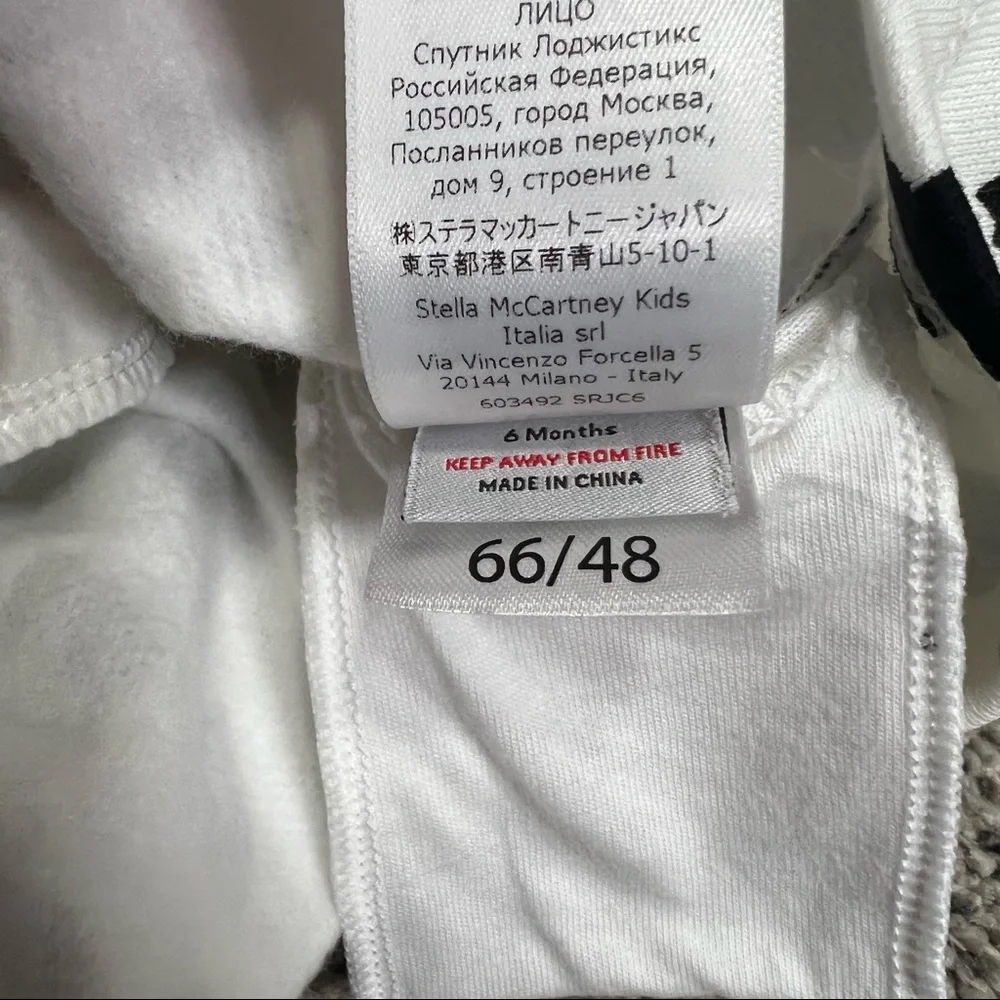 ЛИЦО
Спутник Лоджистикс
Российская Федерация,
105005, город Москва,
Посланников переулок,
дом 9, строение 1
㈱ステラマッカートニージャパン
東京都港区南青山5-10-1
Stella McCartney Kids
Italia srl
Via Vincenzo Forcella 5
20144 Milano - Italy
603492 SRJC6
6 Months
KEEP AWAY FROM FIRE
MADE IN CHINA
66/48